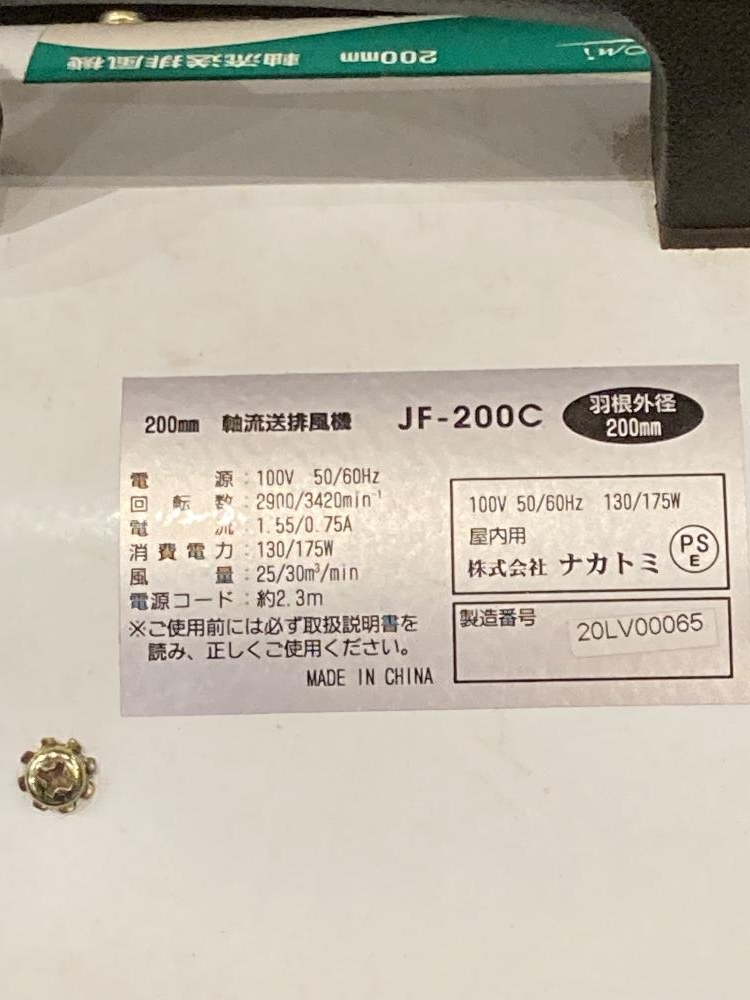 軸流送排風機 200mm
200mm 軸流送排風機 JF-200C 羽根外径
200mm
電源：100V 50/60Hz
回転数：2900/3420min⁻¹
電流：1.55/0.75A
消費電力：130/175W
風量：25/30m³/min
電源コード：約2.3m
※ご使用前には必ず取扱説明書を
読み、正しくご使用ください。
MADE IN CHINA
100V 50/60Hz 130/175W
屋内用
株式会社 ナカトミ
PS
E
製造番号 20LV00065